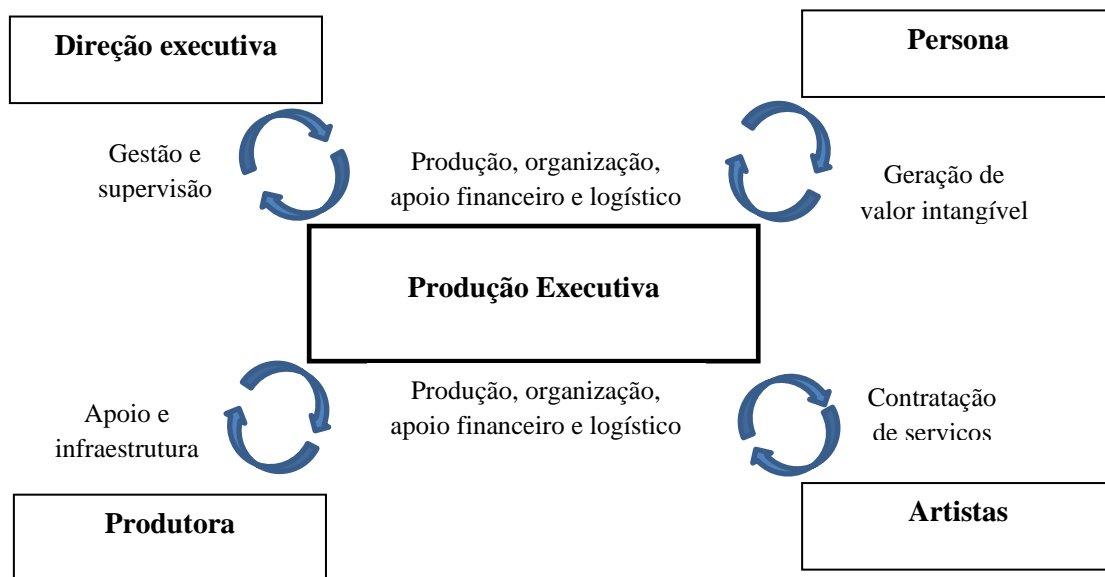 Direção executiva
Persona
Gestão e
supervisão
Produção, organização,
apoio financeiro e logístico
Geração de
valor intangível
Produção Executiva
Apoio e
infraestrutura
Produção, organização,
apoio financeiro e logístico
Contratação
de serviços
Produtora
Artistas